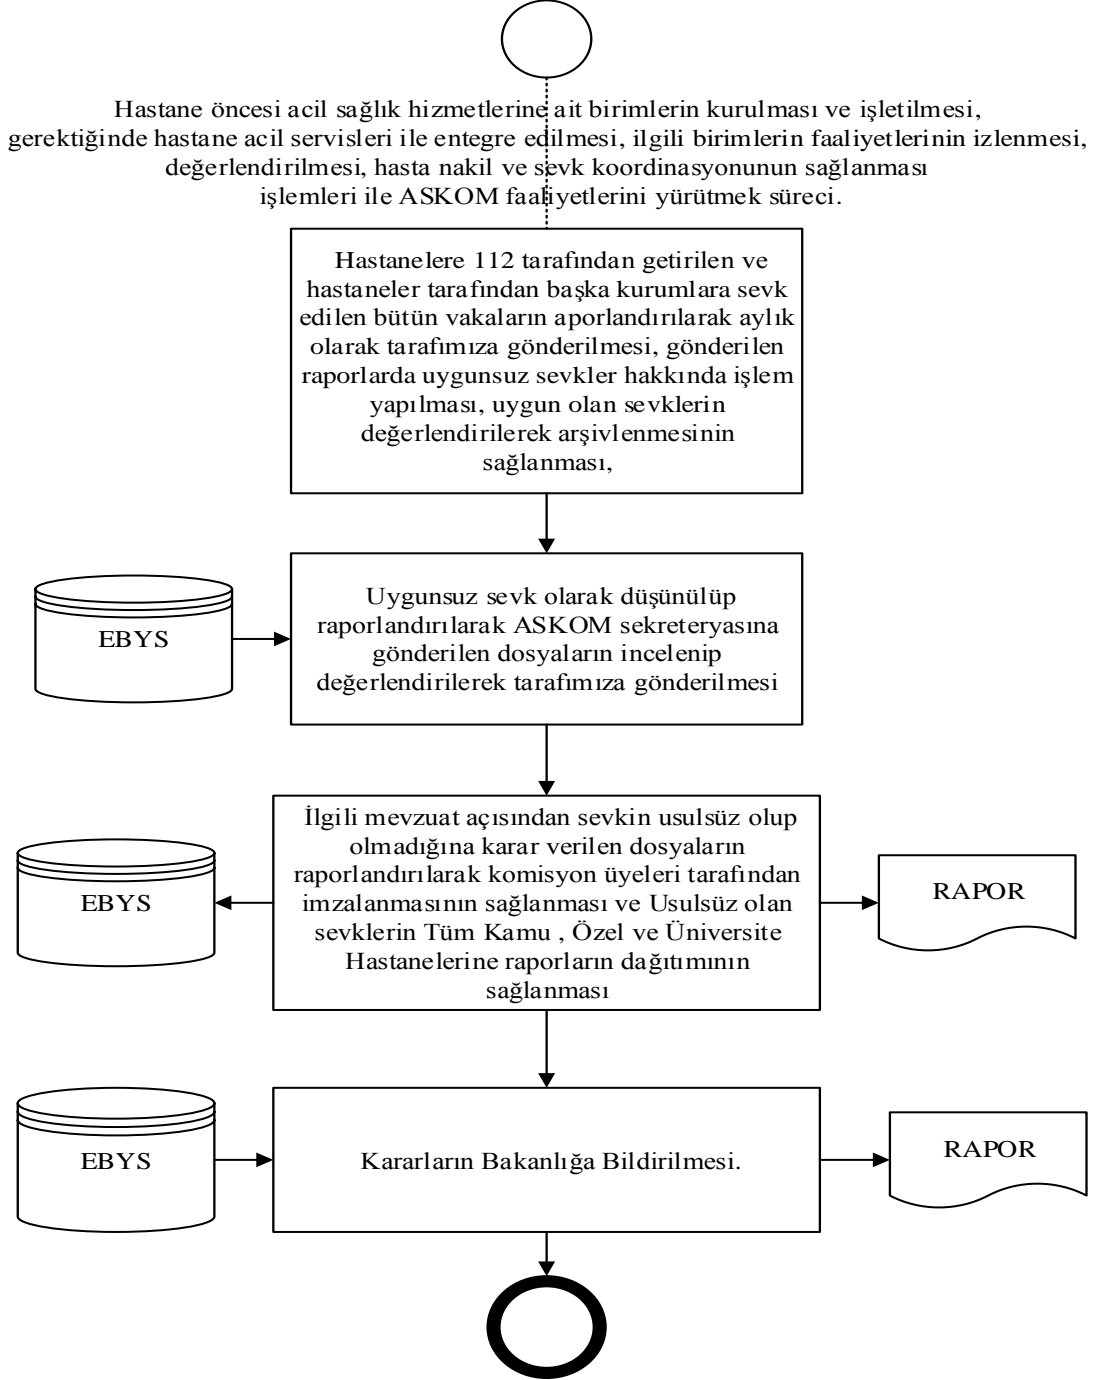 Hastane öncesi acil sağlık hizmetlerine ait birimlerin kurulması ve işletilmesi,
gerektiğinde hastane acil servisleri ile entegre edilmesi, ilgili birimlerin faaliyetlerinin izlenmesi,
değerlendirilmesi, hasta nakil ve sevk koordinasyonunun sağlanması
işlemleri ile ASKOM faaliyetlerini yürütmek süreci.
Hastanelere 112 tarafından getirilen ve
hastaneler tarafından başka kurumlara sevk
edilen bütün vakaların aporlandırılarak aylık
olarak tarafımıza gönderilmesi, gönderilen
raporlarda uygunsuz sevkler hakkında işlem
yapılması, uygun olan sevklerin
değerlendirilerek arşivlenmesinin
sağlanması,
EBYS
Uygunsuz sevk olarak düşünülüp
raporlandırılarak ASKOM sekreteryasına
gönderilen dosyaların incelenip
değerlendirilerek tarafımıza gönderilmesi
EBYS
İlgili mevzuat açısından sevkin usulsüz olup
olmadığına karar verilen dosyaların
raporlandırılarak komisyon üyeleri tarafından
imzalanmasının sağlanması ve Usulsüz olan
sevklerin Tüm Kamu , Özel ve Üniversite
Hastanelerine raporların dağıtımının
sağlanması
RAPOR
EBYS
Kararların Bakanlığa Bildirilmesi.
RAPOR